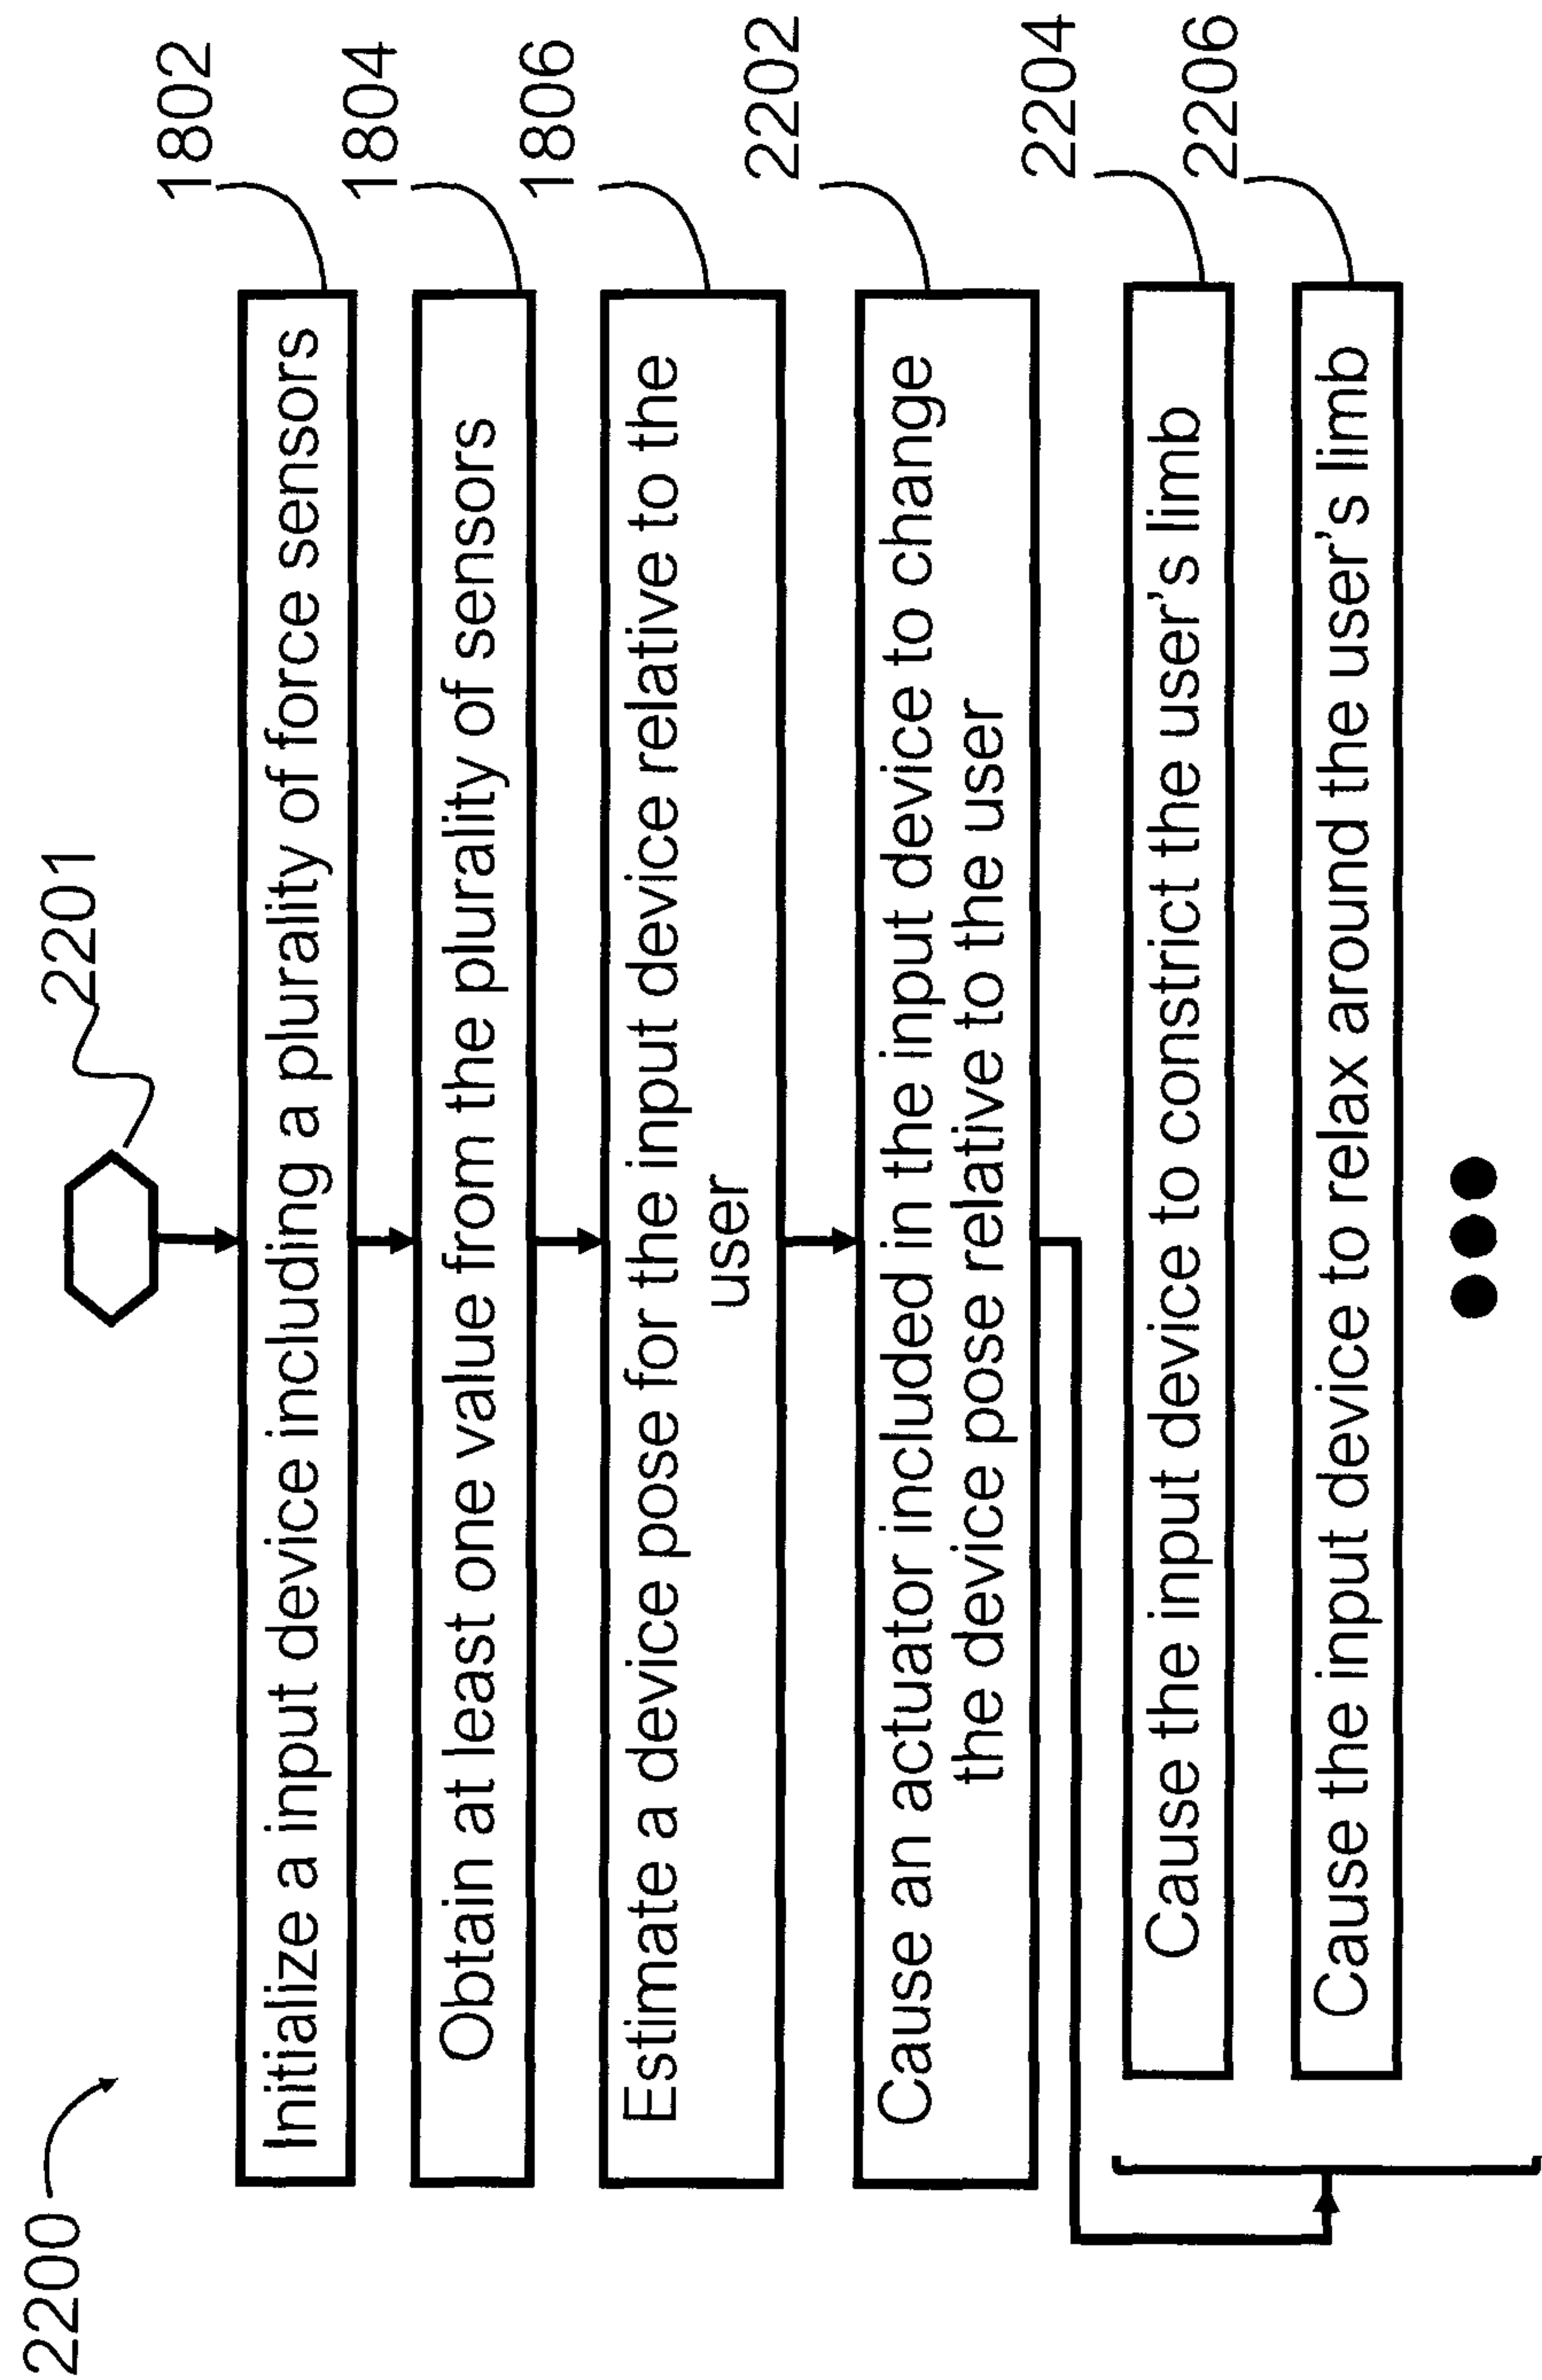 2200
2201
Initialize a input device including a plurality of force sensors
1802
Obtain at least one value from the plurality of sensors
1804
Estimate a device pose for the input device relative to the
user
1806
Cause an actuator included in the input device to change
the device pose relative to the user
2202
Cause the input device to constrict the user's limb
2204
Cause the input device to relax around the user's limb
2206